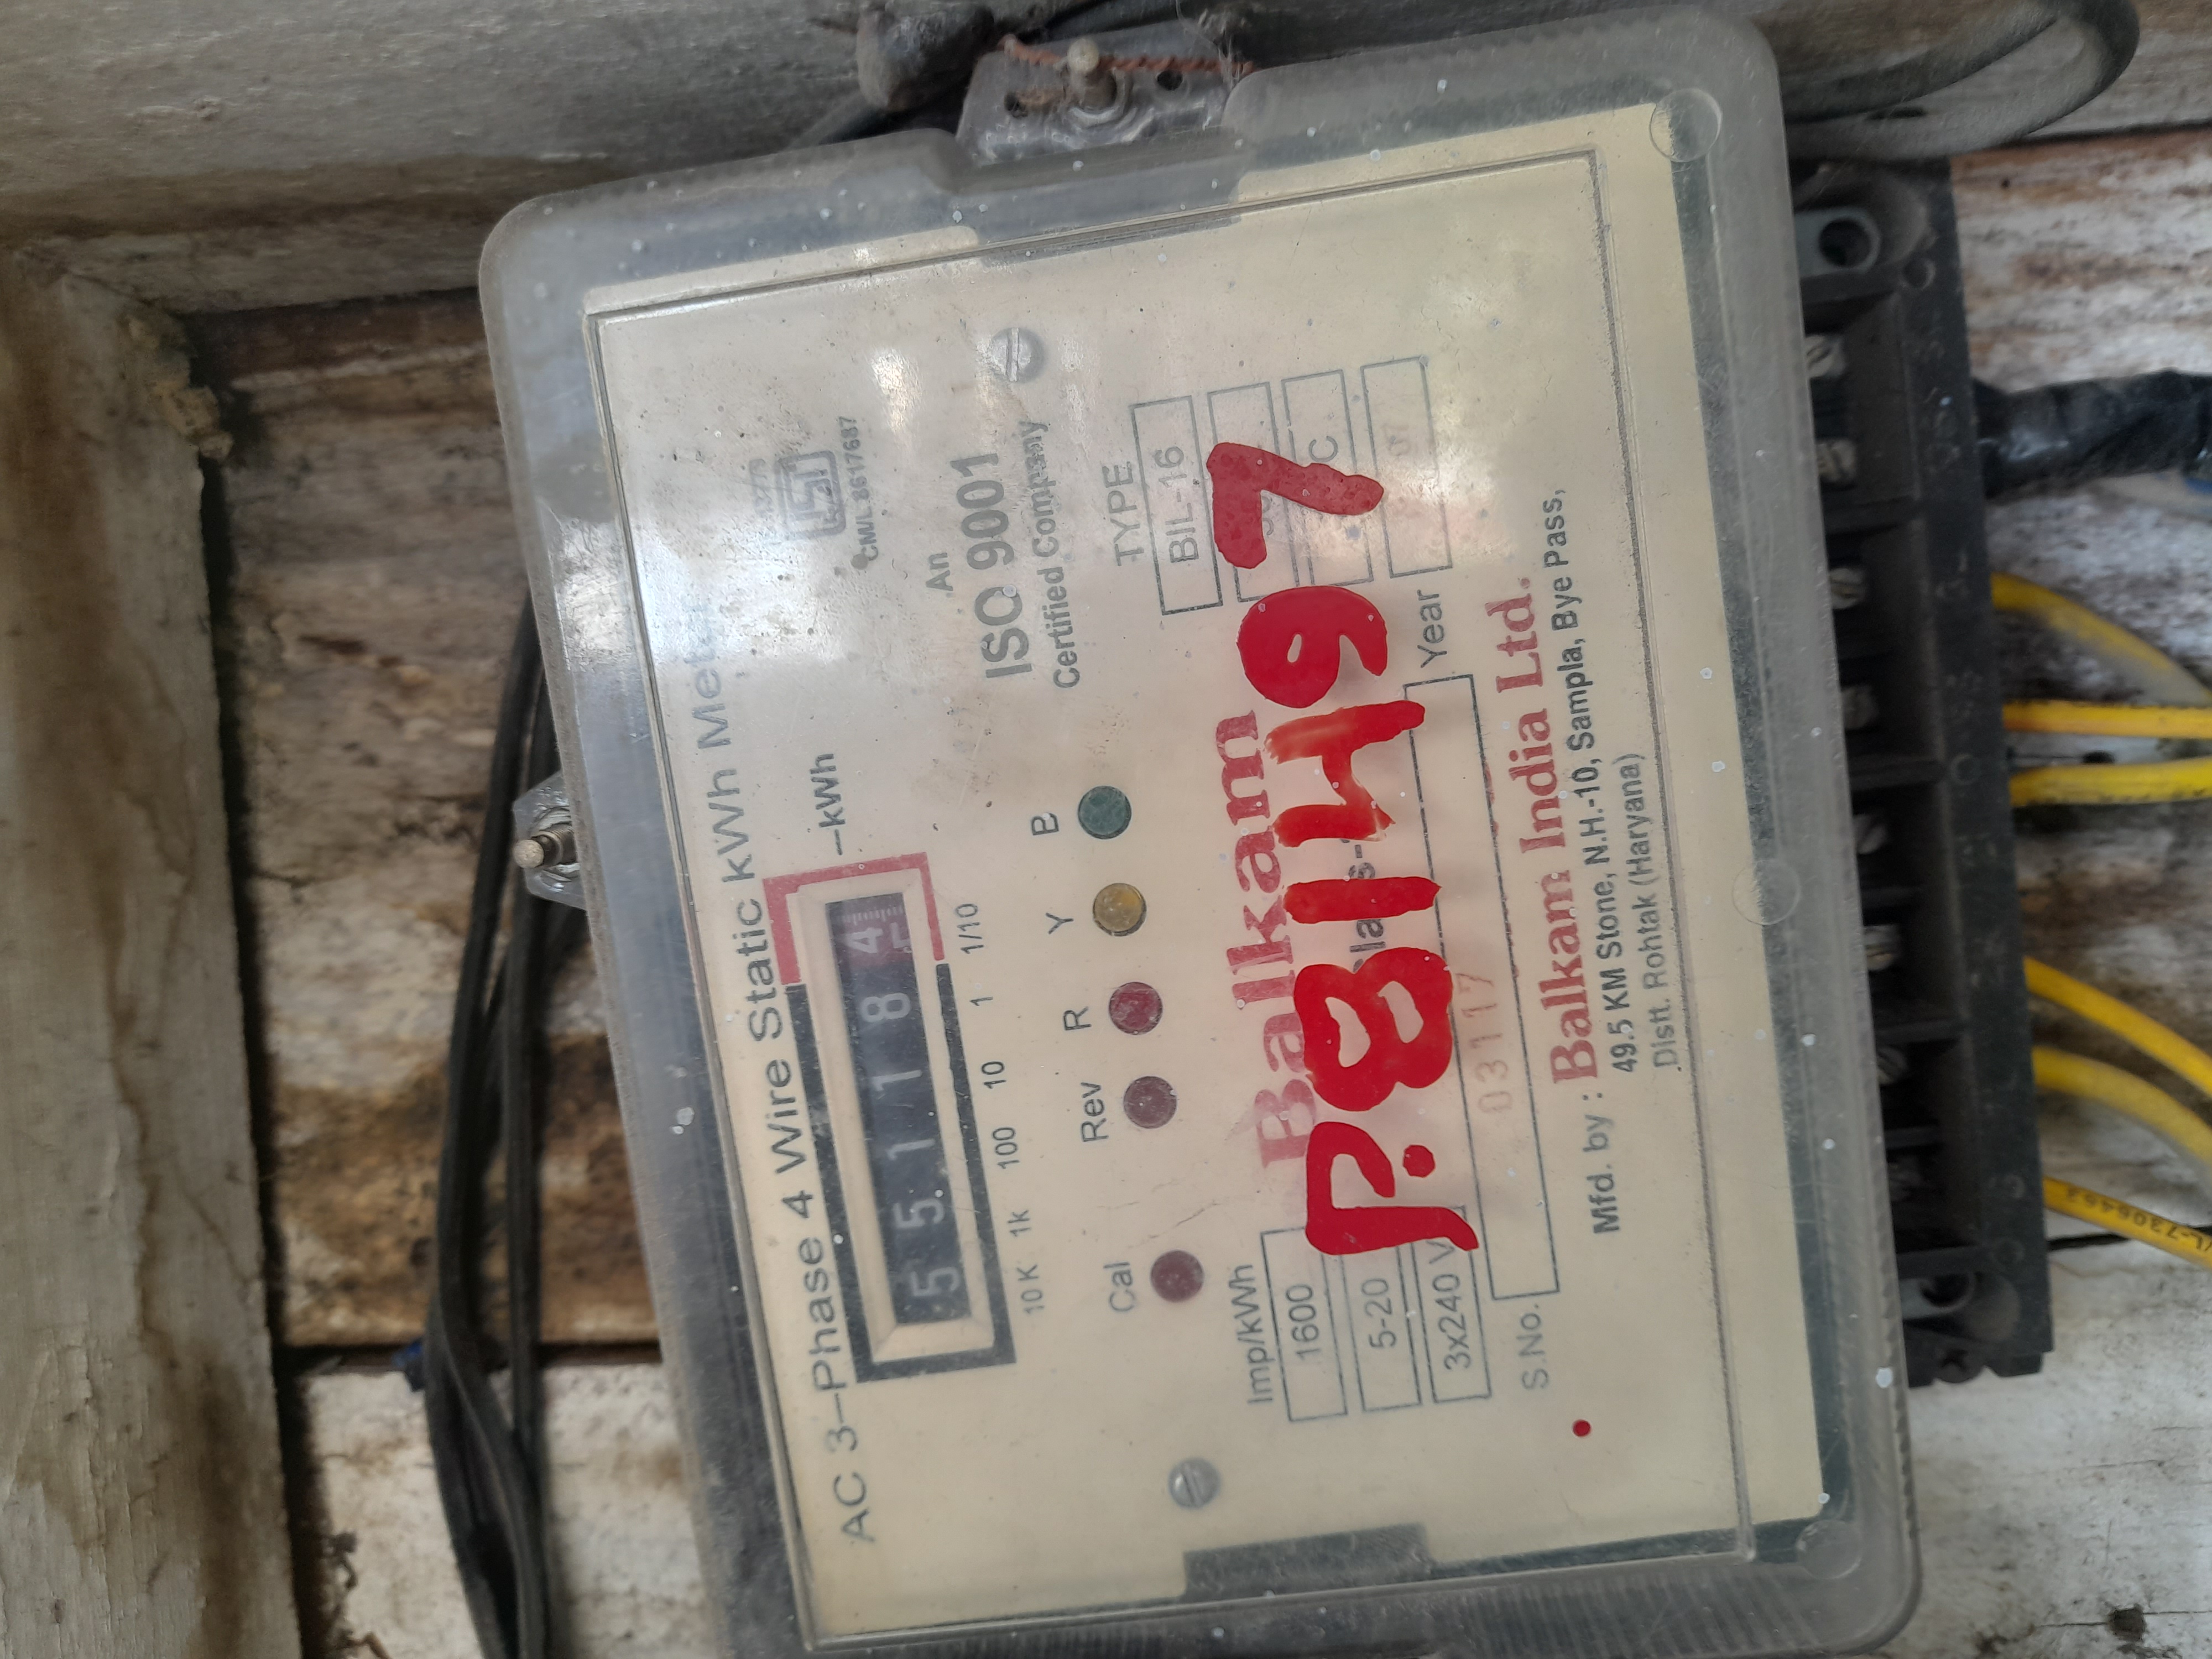 AC 3–Phase 4 Wire Static kWh Meter
5 5 1 1 8 4
–kWh
10 K 1k 100 10 1 1/10
CM/L 8617687
An
ISO 9001
Certified Company
Cal Rev R Y B
Imp/kWh
1600
5-20
3x240 V
Balkam
TYPE
BIL-16
P.81497
S.No. 03117
Year 07
Mfd. by : Balkam India Ltd.
49.5 KM Stone, N.H.-10, Sampla, Bye Pass,
Distt. Rohtak (Haryana)